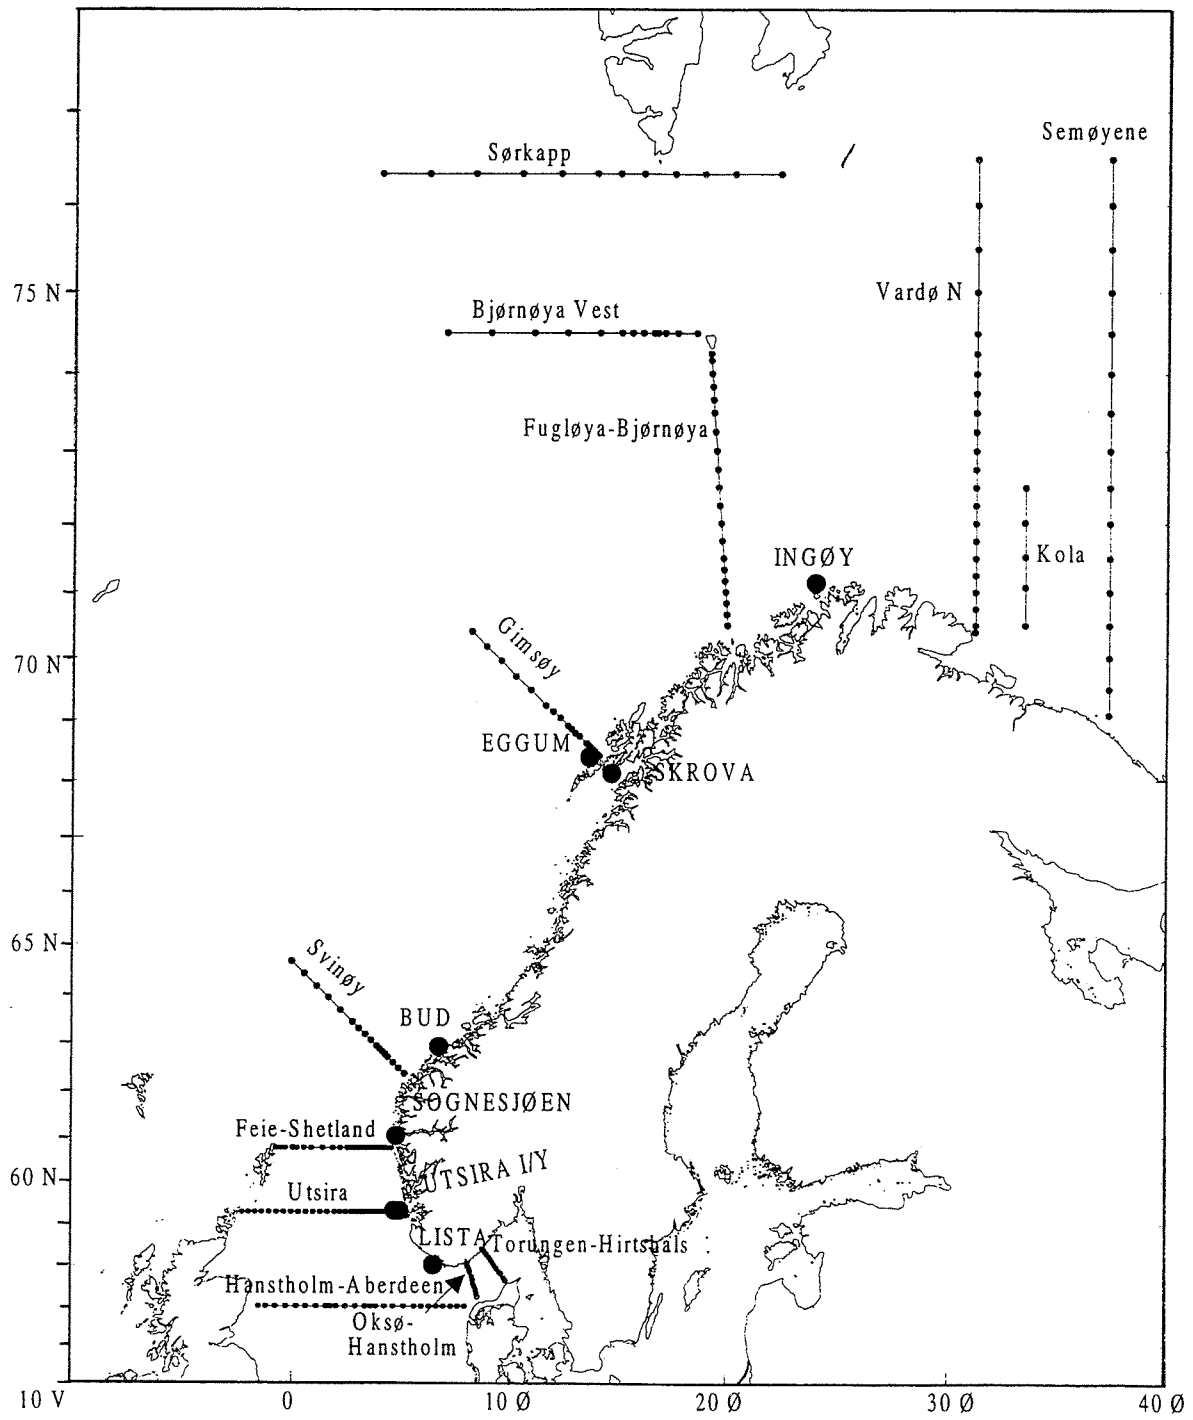 Semøyene
Sørkapp
75 N
Vardø N
Bjørnøya Vest
Fugløya-Bjørnøya
INGØY
Kola
Gimsøy
70 N
EGGUM
SKROVA
65 N
Svinøy
BUD
SOGNESJØEN
Feie-Shetland
UTSIRA I/Y
60 N
Utsira
LISTA
Torungen-Hirtshals
Hanstholm-Aberdeen
Oksø-
Hanstholm
10 V
0
10 Ø
20 Ø
30 Ø
40 Ø